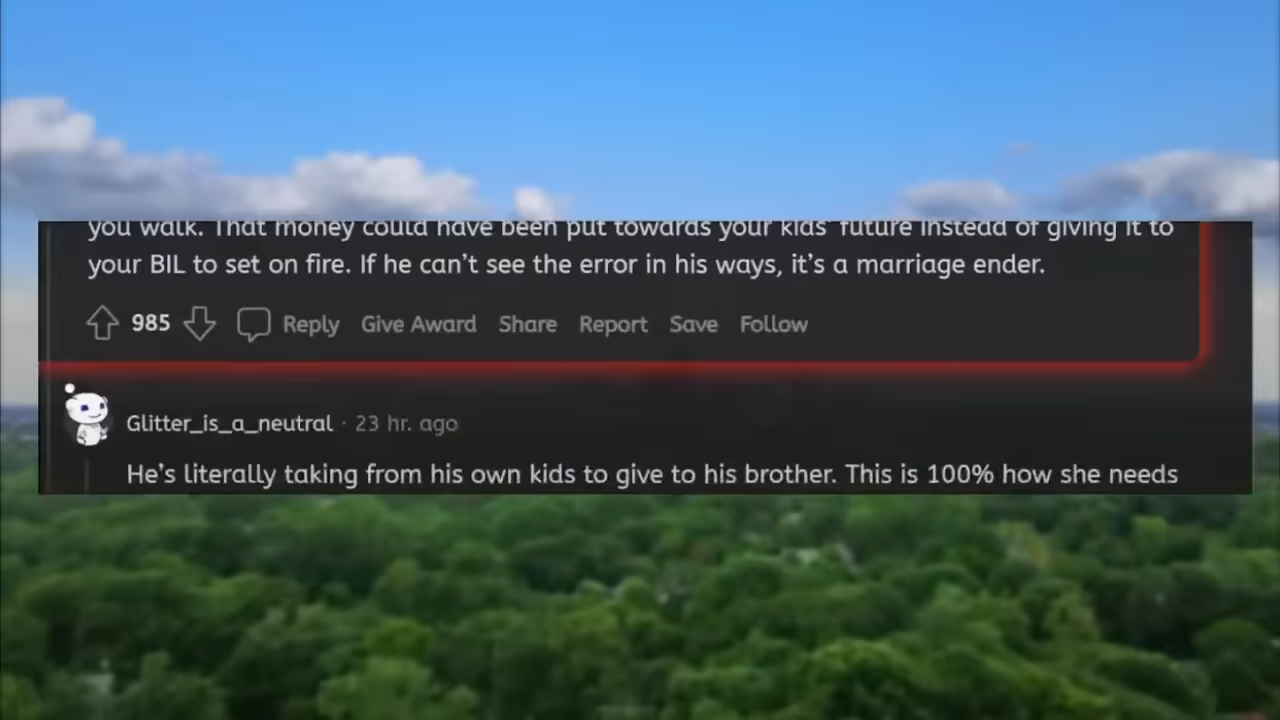 you walk. That money could have been put towards your kids' future instead of giving it to
your BIL to set on fire. If he can't see the error in his ways, it's a marriage ender.
985 Reply Give Award Share Report Save Follow
Glitter_is_a_neutral · 23 hr. ago
He's literally taking from his own kids to give to his brother. This is 100% how she needs